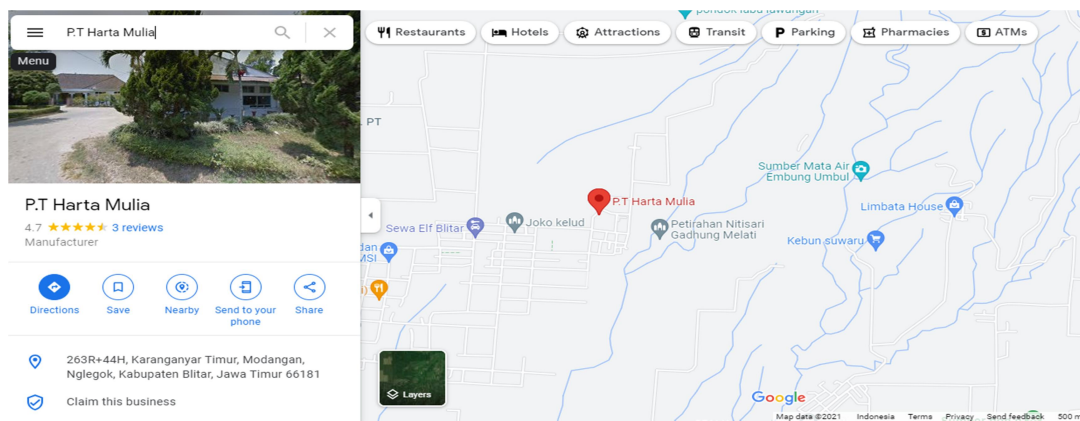 P.T Harta Mulia
Menu
P.T Harta Mulia
4.7 3 reviews
Manufacturer
Directions
Save
Nearby
Send to your
phone
Share
263R+44H, Karanganyar Timur, Modangan,
Nglegok, Kabupaten Blitar, Jawa Timur 66181
Claim this business
Restaurants
Hotels
Attractions
Transit
Parking
Pharmacies
ATMs
PT
Sumber Mata Air
Embung Umbul
P.T Harta Mulia
Limbata House
Joko kelud
Sewa Elf Blitar
Petirahan Nitisari
Gadhung Melati
Kebun suwaru
dan
MSI
Layers
Google
Map data ©2021 Indonesia Terms Privacy Send feedback 500 m